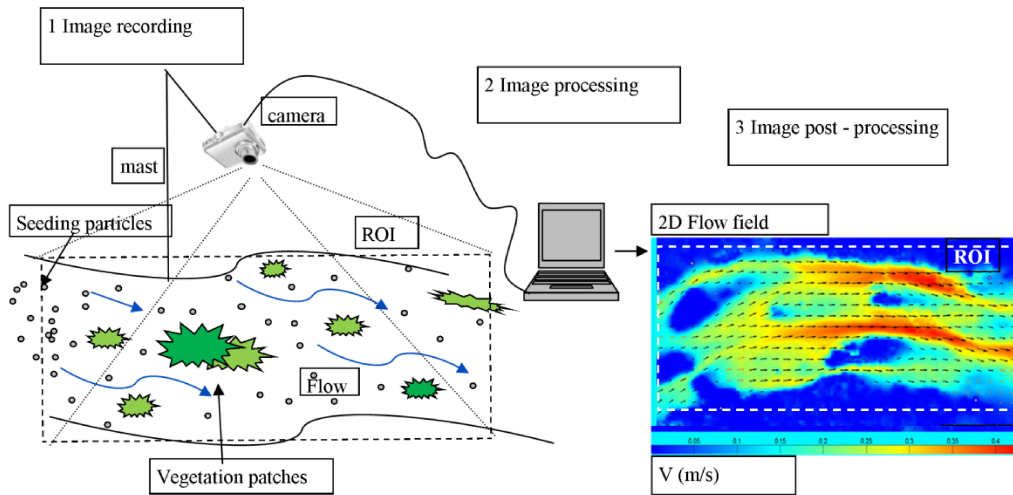 1 Image recording
2 Image processing
3 Image post - processing
camera
mast
Seeding particles
ROI
2D Flow field
ROI
Flow
Vegetation patches
0.05 0.1 0.15 0.2 0.25 0.3 0.35 0.4
V (m/s)